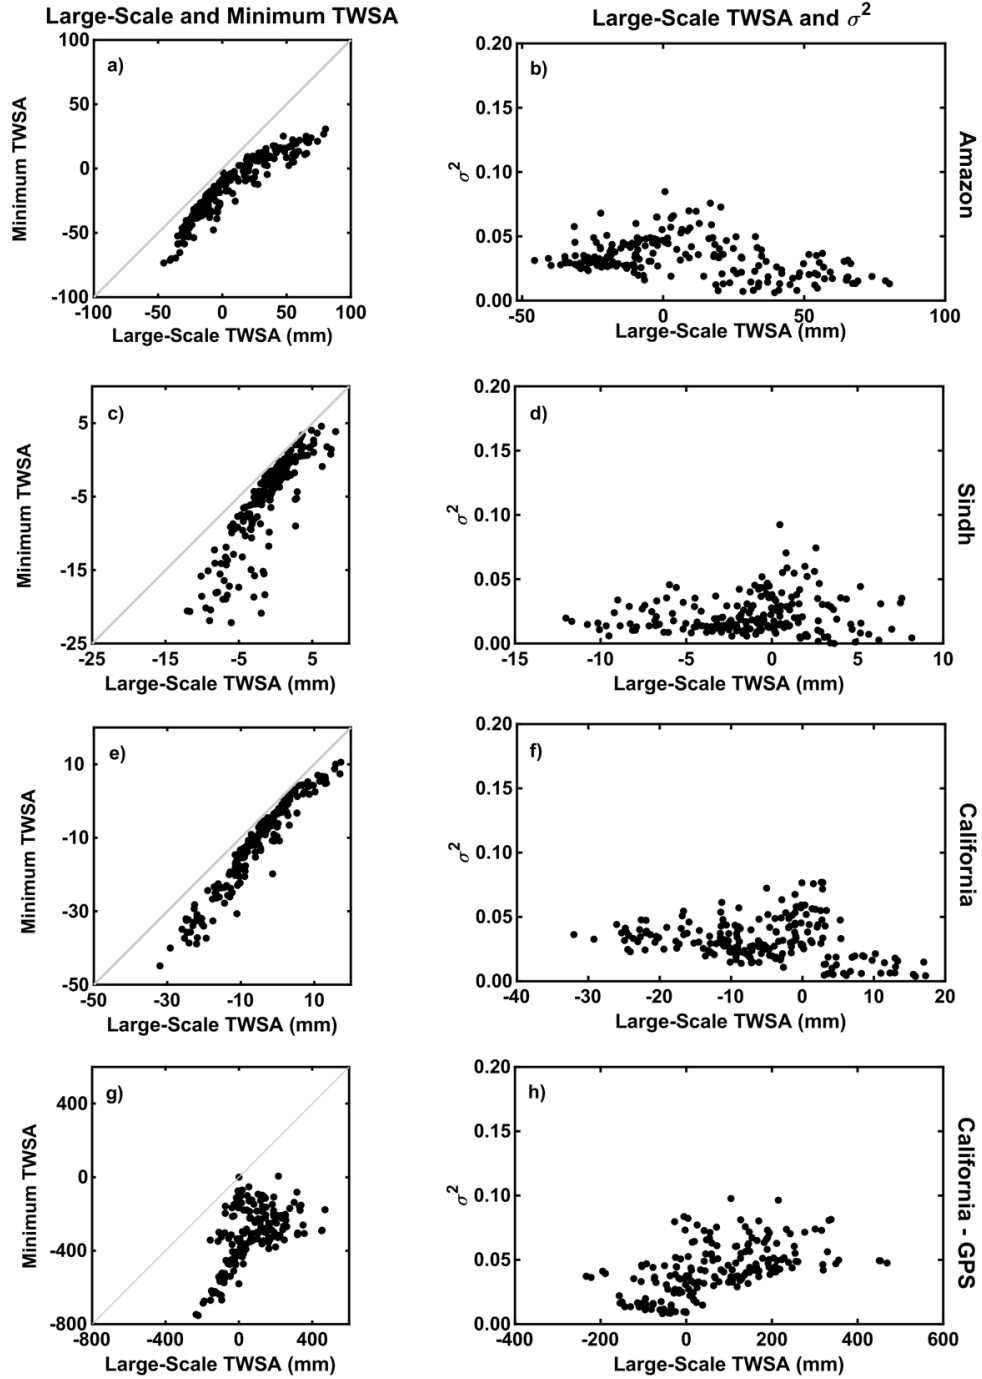 Large-Scale and Minimum TWSA
Large-Scale TWSA and σ²
a)
100
50
0
-50
-100
Minimum TWSA
-100 -50 0 50 100
Large-Scale TWSA (mm)
b)
0.20
0.15
0.10
0.05
0.00
σ²
-50 0 50 100
Large-Scale TWSA (mm)
Amazon
c)
5
-5
-15
-25
Minimum TWSA
-25 -15 -5 5
Large-Scale TWSA (mm)
d)
0.20
0.15
0.10
0.05
0.00
σ²
-15 -10 -5 0 5 10
Large-Scale TWSA (mm)
Sindh
e)
10
-10
-30
-50
Minimum TWSA
-50 -30 -10 10
Large-Scale TWSA (mm)
f)
0.20
0.15
0.10
0.05
0.00
σ²
-40 -30 -20 -10 0 10 20
Large-Scale TWSA (mm)
California
g)
400
0
-400
-800
Minimum TWSA
-800 -400 0 400
Large-Scale TWSA (mm)
h)
0.20
0.15
0.10
0.05
0.00
σ²
-400 -200 0 200 400 600
Large-Scale TWSA (mm)
California - GPS